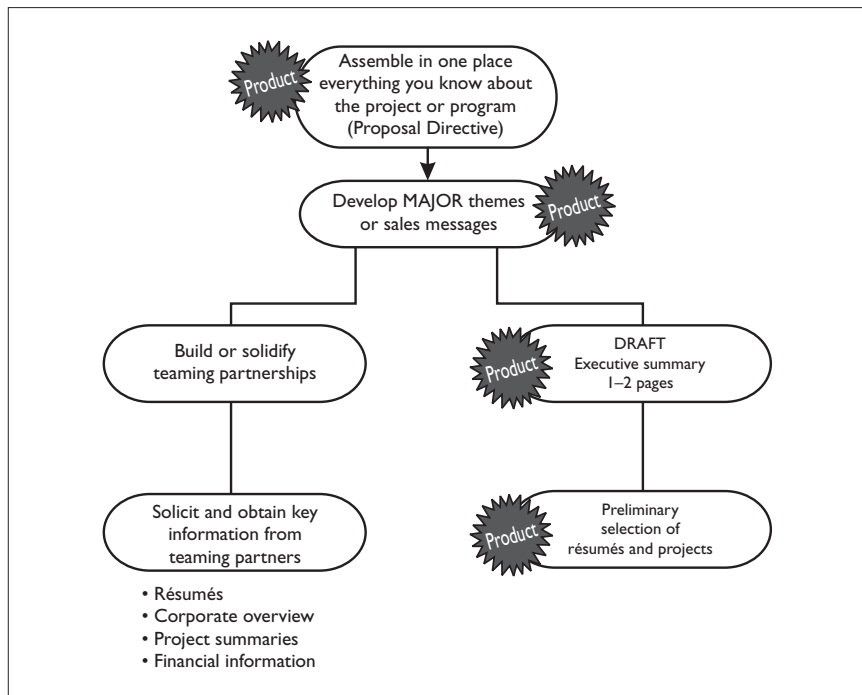 Product
Assemble in one place
everything you know about
the project or program
(Proposal Directive)
Develop MAJOR themes
or sales messages
Product
Build or solidify
teaming partnerships
Product
DRAFT
Executive summary
1–2 pages
Solicit and obtain key
information from
teaming partners
• Résumés
• Corporate overview
• Project summaries
• Financial information
Product
Preliminary
selection of
résumés and projects